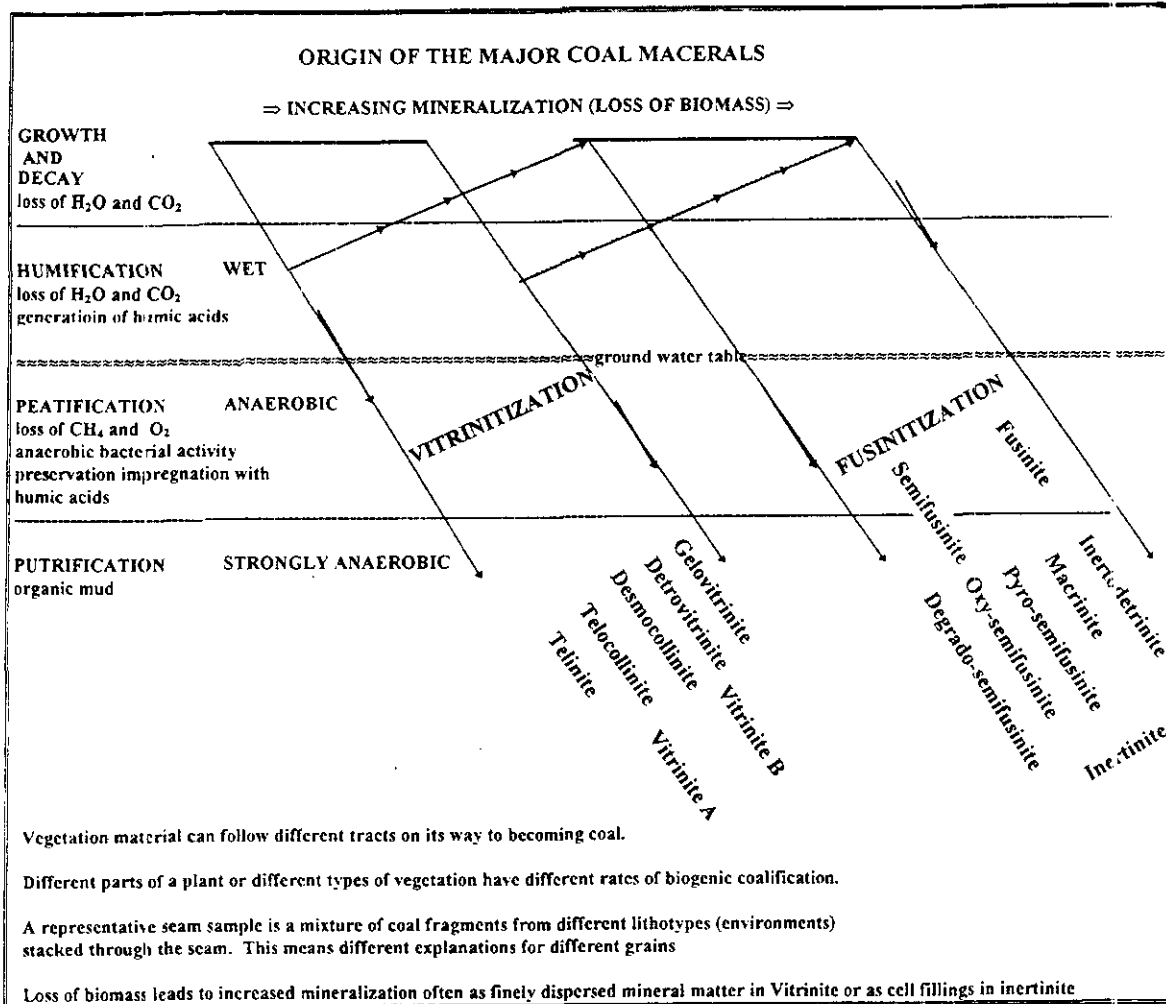 ORIGIN OF THE MAJOR COAL MACERALS
⇒ INCREASING MINERALIZATION (LOSS OF BIOMASS) ⇒
GROWTH
AND
DECAY
loss of H₂O and CO₂
HUMIFICATION WET
loss of H₂O and CO₂
generatioin of humic acids
ground water table
PEATIFICATION ANAEROBIC
loss of CH₄ and O₂
anaerobic bacterial activity
preservation impregnation with
humic acids
VITRINITIZATION
FUSINITIZATION
PUTRIFICATION STRONGLY ANAEROBIC
organic mud
Telinite
Telocollinite
Desmocollinite
Detrovitrinite
Gelovitrinite
Vitrinite A
Vitrinite B
Semifusinite
Fusinite
Degrado-semifusinite
Oxy-semifusinite
Pyro-semifusinite
Macrinite
Inertodetrinite
Inertinite
Vegetation material can follow different tracts on its way to becoming coal.
Different parts of a plant or different types of vegetation have different rates of biogenic coalification.
A representative seam sample is a mixture of coal fragments from different lithotypes (environments)
stacked through the seam. This means different explanations for different grains
Loss of biomass leads to increased mineralization often as finely dispersed mineral matter in Vitrinite or as cell fillings in inertinite